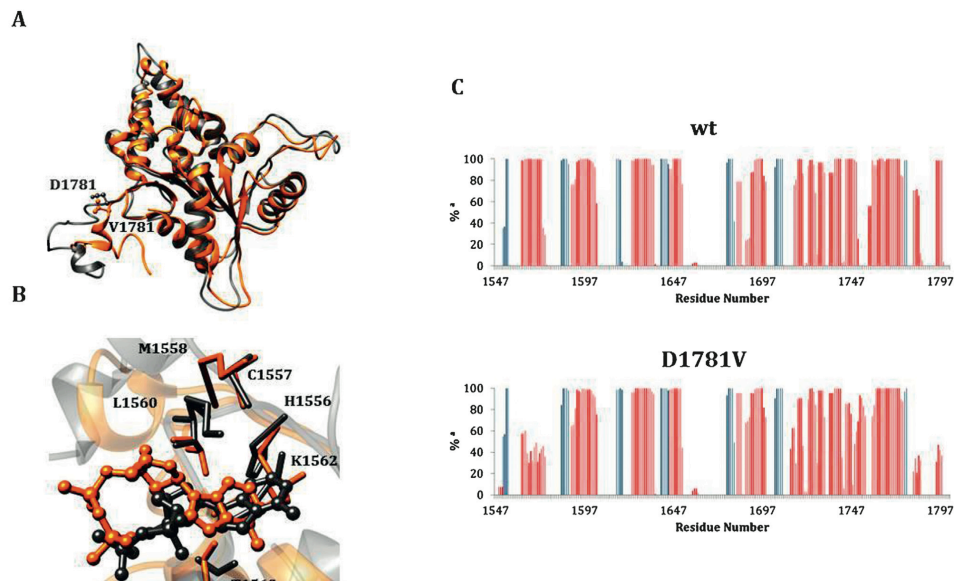 A
D1781
V1781
B
M1558
C1557
L1560
H1556
K1562
C
wt
100
80
60
40
20
0
% a
1547
1597
1647
1697
1747
1797
Residue Number
D1781V
100
80
60
40
20
0
% a
1547
1597
1647
1697
1747
1797
Residue Number